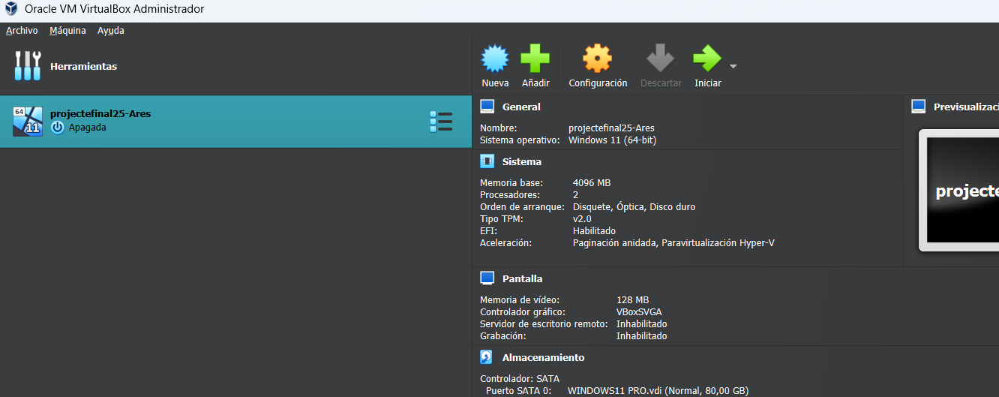 Oracle VM VirtualBox Administrador
Archivo Máquina Ayuda
Herramientas
projectefinal25-Ares
Apagada
64
11
Nueva Añadir Configuración Descartar Iniciar
General
Nombre: projectefinal25-Ares
Sistema operativo: Windows 11 (64-bit)
Sistema
Memoria base: 4096 MB
Procesadores: 2
Orden de arranque: Disquete, Óptica, Disco duro
Tipo TPM: v2.0
EFI: Habilitado
Aceleración: Paginación anidada, Paravirtualización Hyper-V
Previsualizaci
projecte
Pantalla
Memoria de vídeo: 128 MB
Controlador gráfico: VBoxSVGA
Servidor de escritorio remoto: Inhabilitado
Grabación: Inhabilitado
Almacenamiento
Controlador: SATA
Puerto SATA 0: WINDOWS11 PRO.vdi (Normal, 80,00 GB)